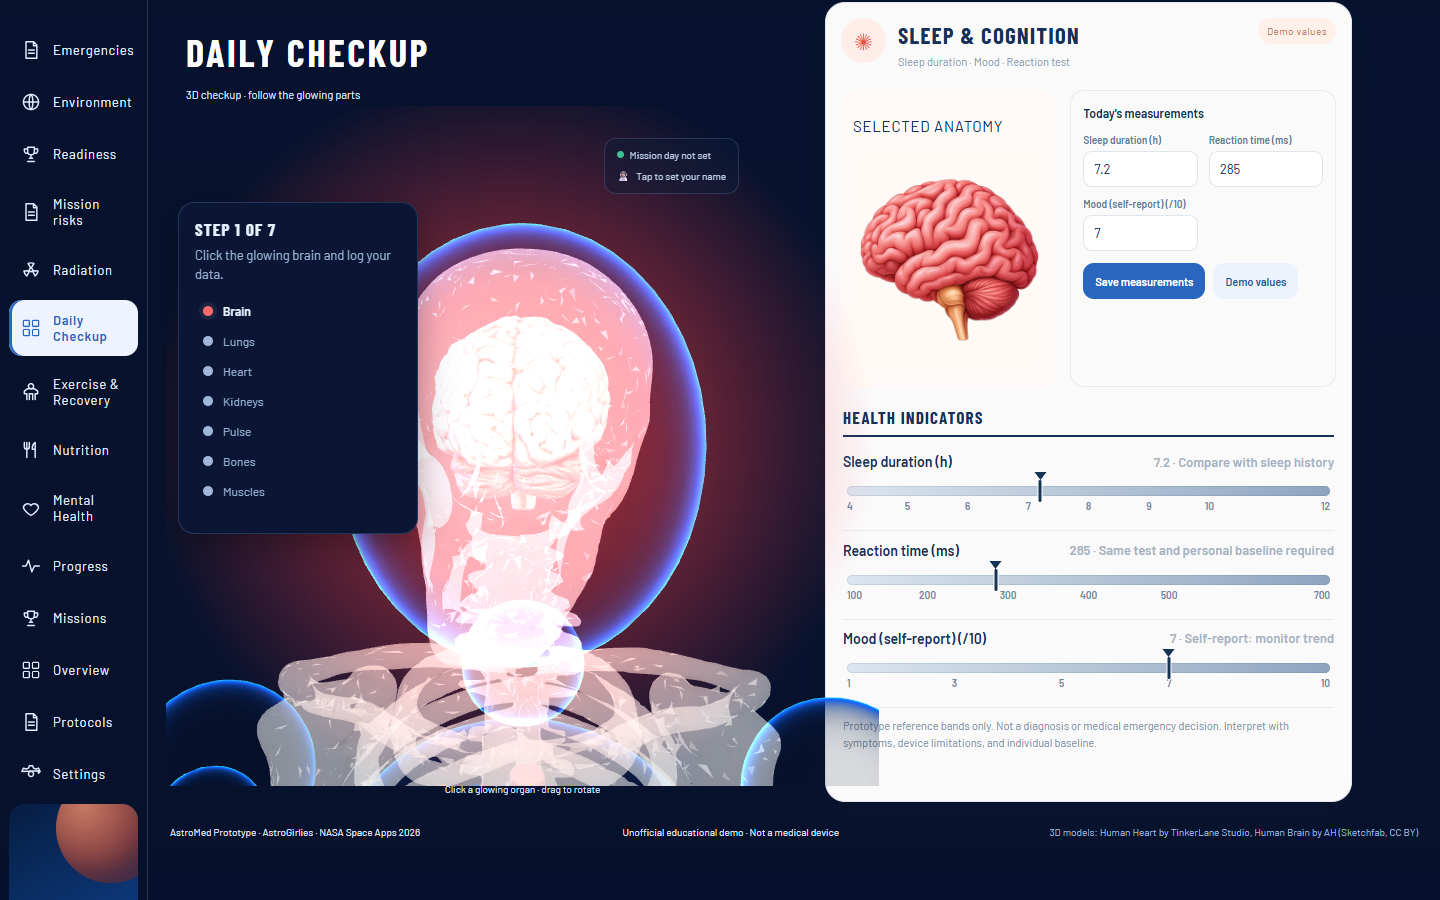 Emergencies
Environment
Readiness
Mission
risks
Radiation
Daily
Checkup
Exercise &
Recovery
Nutrition
Mental
Health
Progress
Missions
Overview
Protocols
Settings
DAILY CHECKUP
3D checkup · follow the glowing parts
Mission day not set
Tap to set your name
STEP 1 OF 7
Click the glowing brain and log your
data.
Brain
Lungs
Heart
Kidneys
Pulse
Bones
Muscles
Click a glowing organ · drag to rotate
SLEEP & COGNITION
Sleep duration · Mood · Reaction test
Demo values
SELECTED ANATOMY
Today's measurements
Sleep duration (h) Reaction time (ms)
7.2 285
Mood (self-report) (/10)
7
Save measurements Demo values
HEALTH INDICATORS
Sleep duration (h) 7.2 · Compare with sleep history
4 5 6 7 8 9 10 12
Reaction time (ms) 285 · Same test and personal baseline required
100 200 300 400 500 700
Mood (self-report) (/10) 7 · Self-report: monitor trend
1 3 5 7 10
Prototype reference bands only. Not a diagnosis or medical emergency decision. Interpret with
symptoms, device limitations, and individual baseline.
AstroMed Prototype · AstroGirlies · NASA Space Apps 2026
Unofficial educational demo · Not a medical device
3D models: Human Heart by TinkerLane Studio, Human Brain by AH (Sketchfab, CC BY)